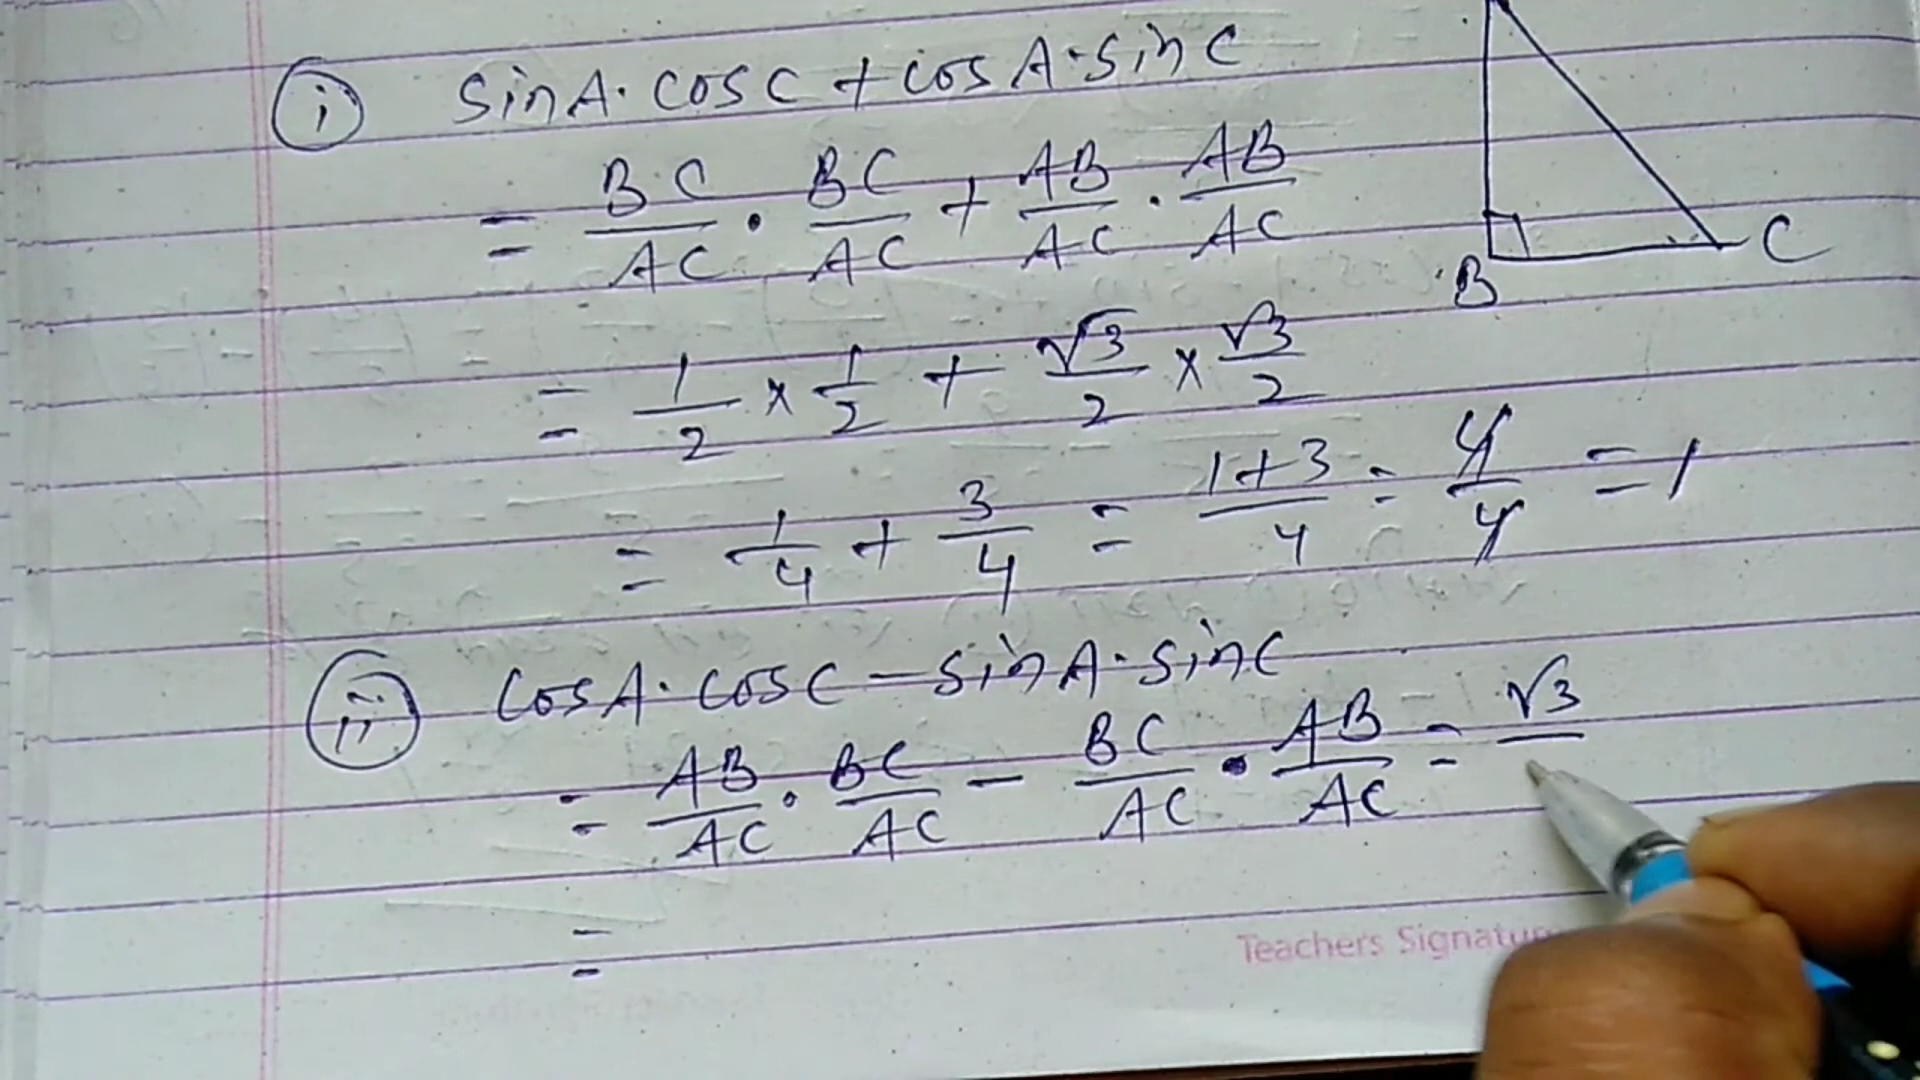 i sinA. cosC + cosA.sinC
= BC/AC . BC/AC + AB/AC . AB/AC
= 1/2 × 1/2 + √3/2 × √3/2
= 1/4 + 3/4 = 1+3/4 = 4/4 = 1
ii cosA. cosC – sinA. sinC
= AB/AC . BC/AC – BC/AC . AB/AC = √3
=
B
C
Teachers